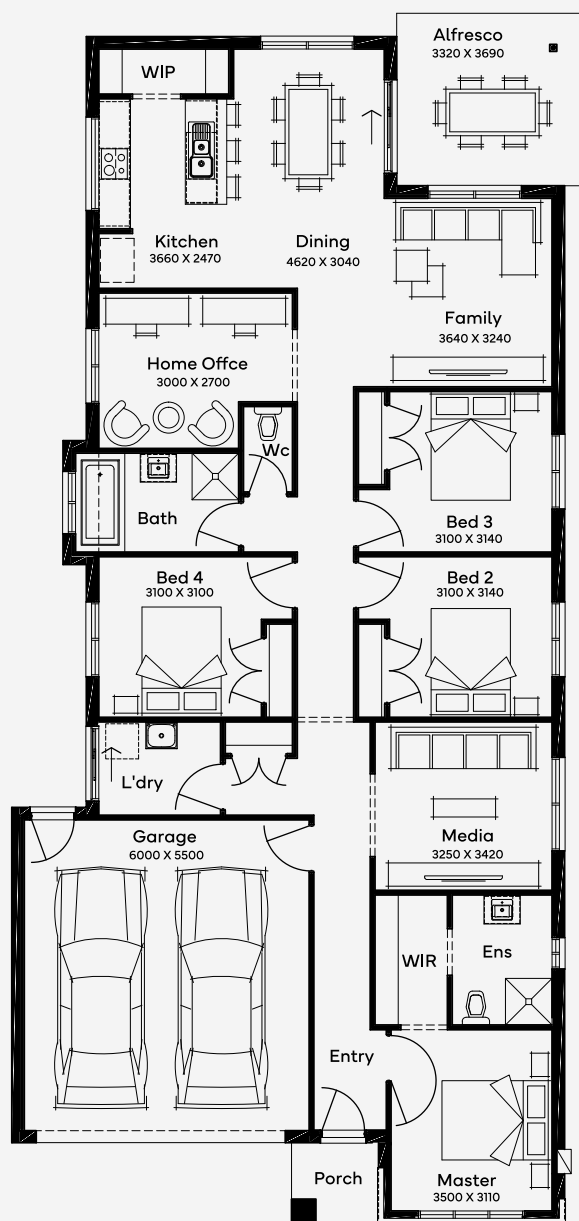 Alfresco
3320 X 3690
WIP
Kitchen
3660 X 2470
Dining
4620 X 3040
Family
3640 X 3240
Home Offce
3000 X 2700
Wc
Bath
Bed 3
3100 X 3140
Bed 4
3100 X 3100
Bed 2
3100 X 3140
L'dry
Garage
6000 X 5500
Media
3250 X 3420
WIR
Ens
Entry
Porch
Master
3500 X 3110